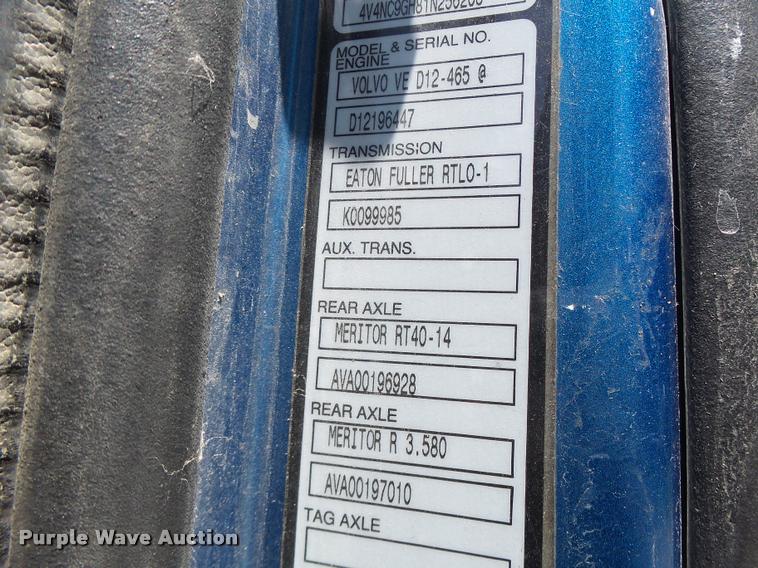 MODEL & SERIAL NO.
ENGINE
VOLVO VE D12-465 @
D12196447
TRANSMISSION
EATON FULLER RTLO-1
K0099985
AUX. TRANS.
REAR AXLE
MERITOR RT40-14
AVA00196928
REAR AXLE
MERITOR R 3.580
AVA00197010
TAG AXLE
Purple Wave Auction